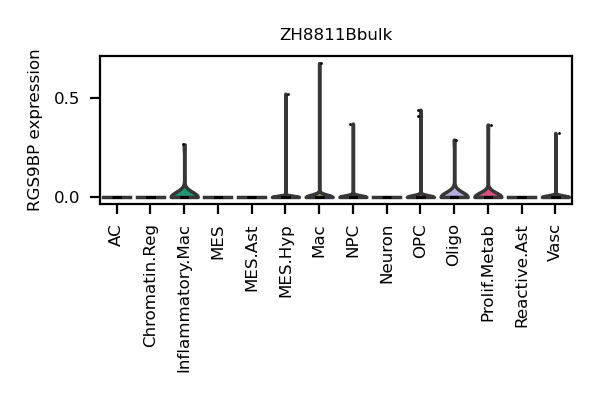 ZH8811Bbulk
RGS9BP expression
0.5
0.0
AC
Chromatin.Reg
Inflammatory.Mac
MES
MES.Ast
MES.Hyp
Mac
NPC
Neuron
OPC
Oligo
Prolif.Metab
Reactive.Ast
Vasc